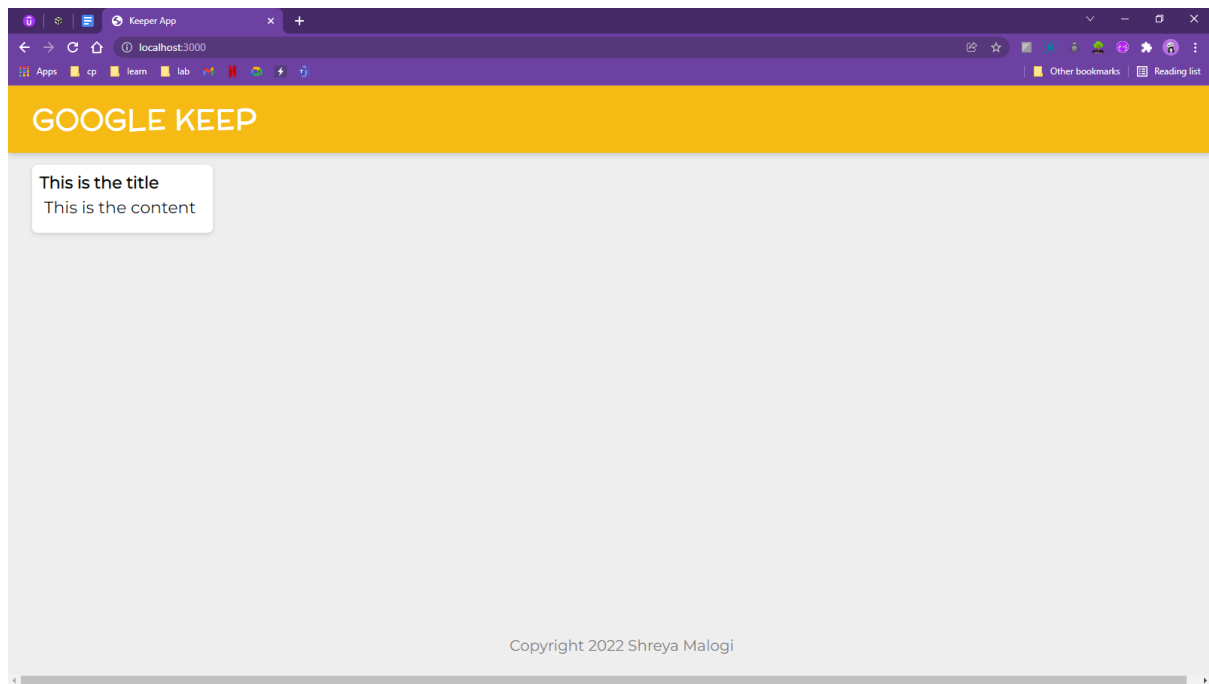 Keeper App
localhost:3000
Apps cp learn lab Other bookmarks Reading list
GOOGLE KEEP
This is the title
This is the content
Copyright 2022 Shreya Malogi